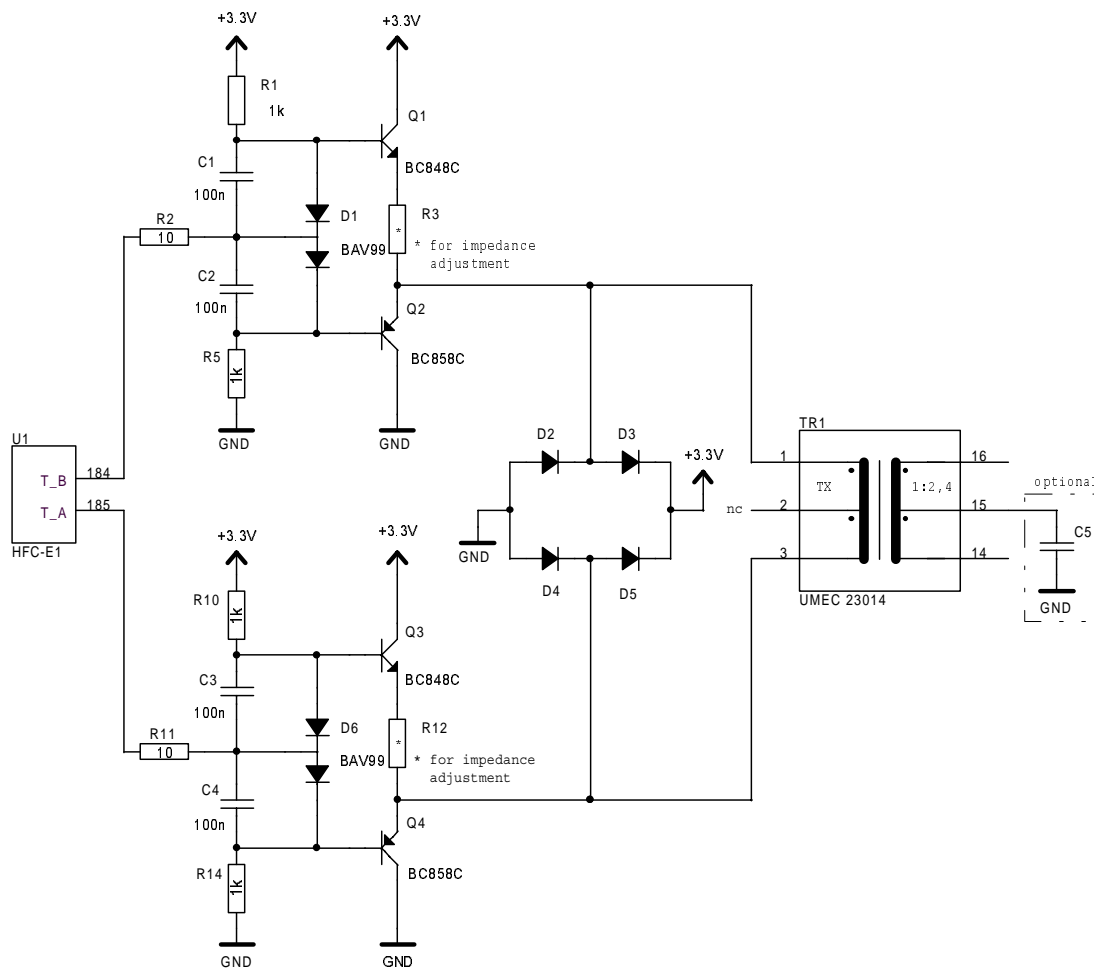 +3.3V
+3.3V
R1
1k
Q1
BC848C
C1
100n
R2
10
D1
BAV99
R3
*
* for impedance
adjustment
C2
100n
Q2
BC858C
R5
1k
GND
GND
U1
T_B
184
T_A
185
HFC-E1
D2
D3
+3.3V
GND
D4
D5
nc
TR1
1
2
3
TX
1:2,4
16
15
14
UMEC 23014
optional
C5
GND
+3.3V
+3.3V
R10
1k
Q3
BC848C
C3
100n
R11
10
D6
BAV99
R12
*
* for impedance
adjustment
C4
100n
Q4
BC858C
R14
1k
GND
GND